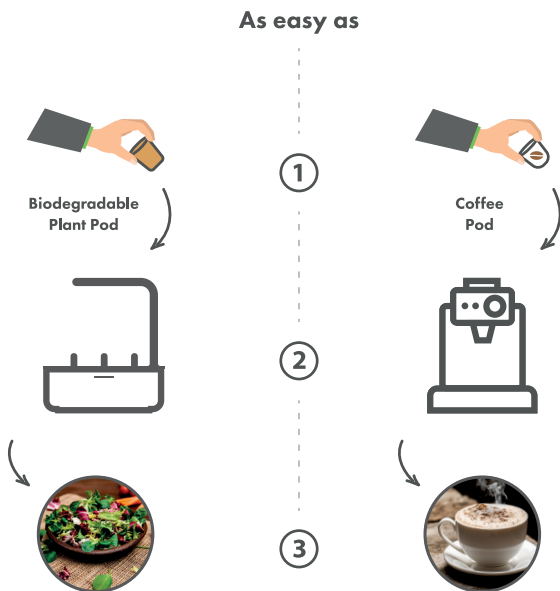 As easy as
1
Biodegradable
Plant Pod
Coffee
Pod
2
3